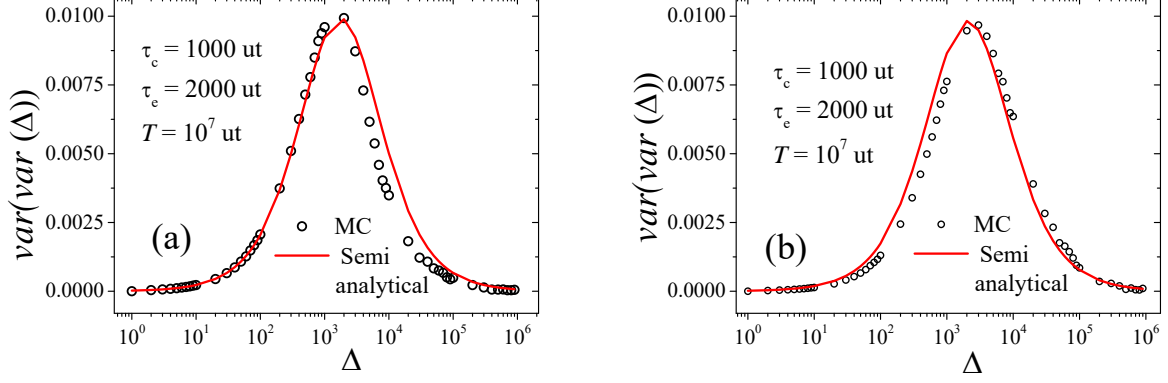 0.0100
0.0075
0.0050
0.0025
0.0000
var(var (Δ))
τc = 1000 ut
τe = 2000 ut
T = 10^7 ut
(a)
MC
Semi
analytical
10^0 10^1 10^2 10^3 10^4 10^5 10^6
Δ
0.0100
0.0075
0.0050
0.0025
0.0000
var(var (Δ))
τc = 1000 ut
τe = 2000 ut
T = 10^7 ut
(b)
MC
Semi
analytical
10^0 10^1 10^2 10^3 10^4 10^5 10^6
Δ